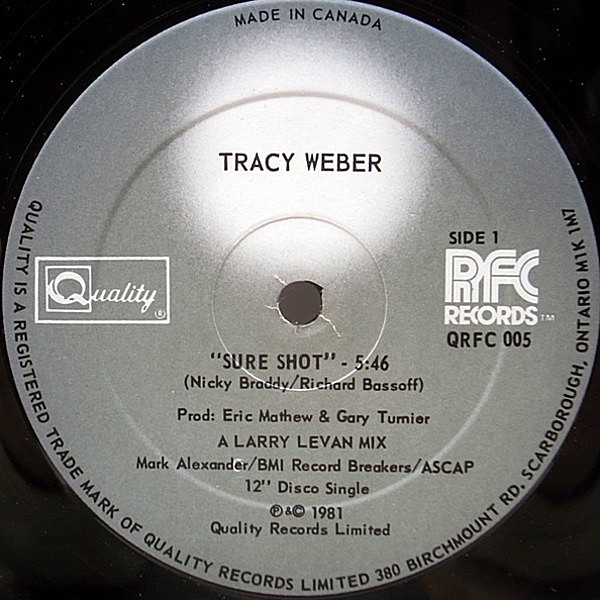 MADE IN CANADA
TRACY WEBER
SIDE 1
RFC
RECORDS™
QRFC 005
Quality®
"SURE SHOT" - 5:46
(Nicky Braddy/Richard Bassoff)
Prod: Eric Mathew & Gary Turnier
A LARRY LEVAN MIX
Mark Alexander/BMI Record Breakers/ASCAP
12" Disco Single
℗&© 1981
Quality Records Limited
QUALITY IS A REGISTERED TRADE MARK OF QUALITY RECORDS LIMITED 380 BIRCHMOUNT RD. SCARBOROUGH, ONTARIO M1K 1M7